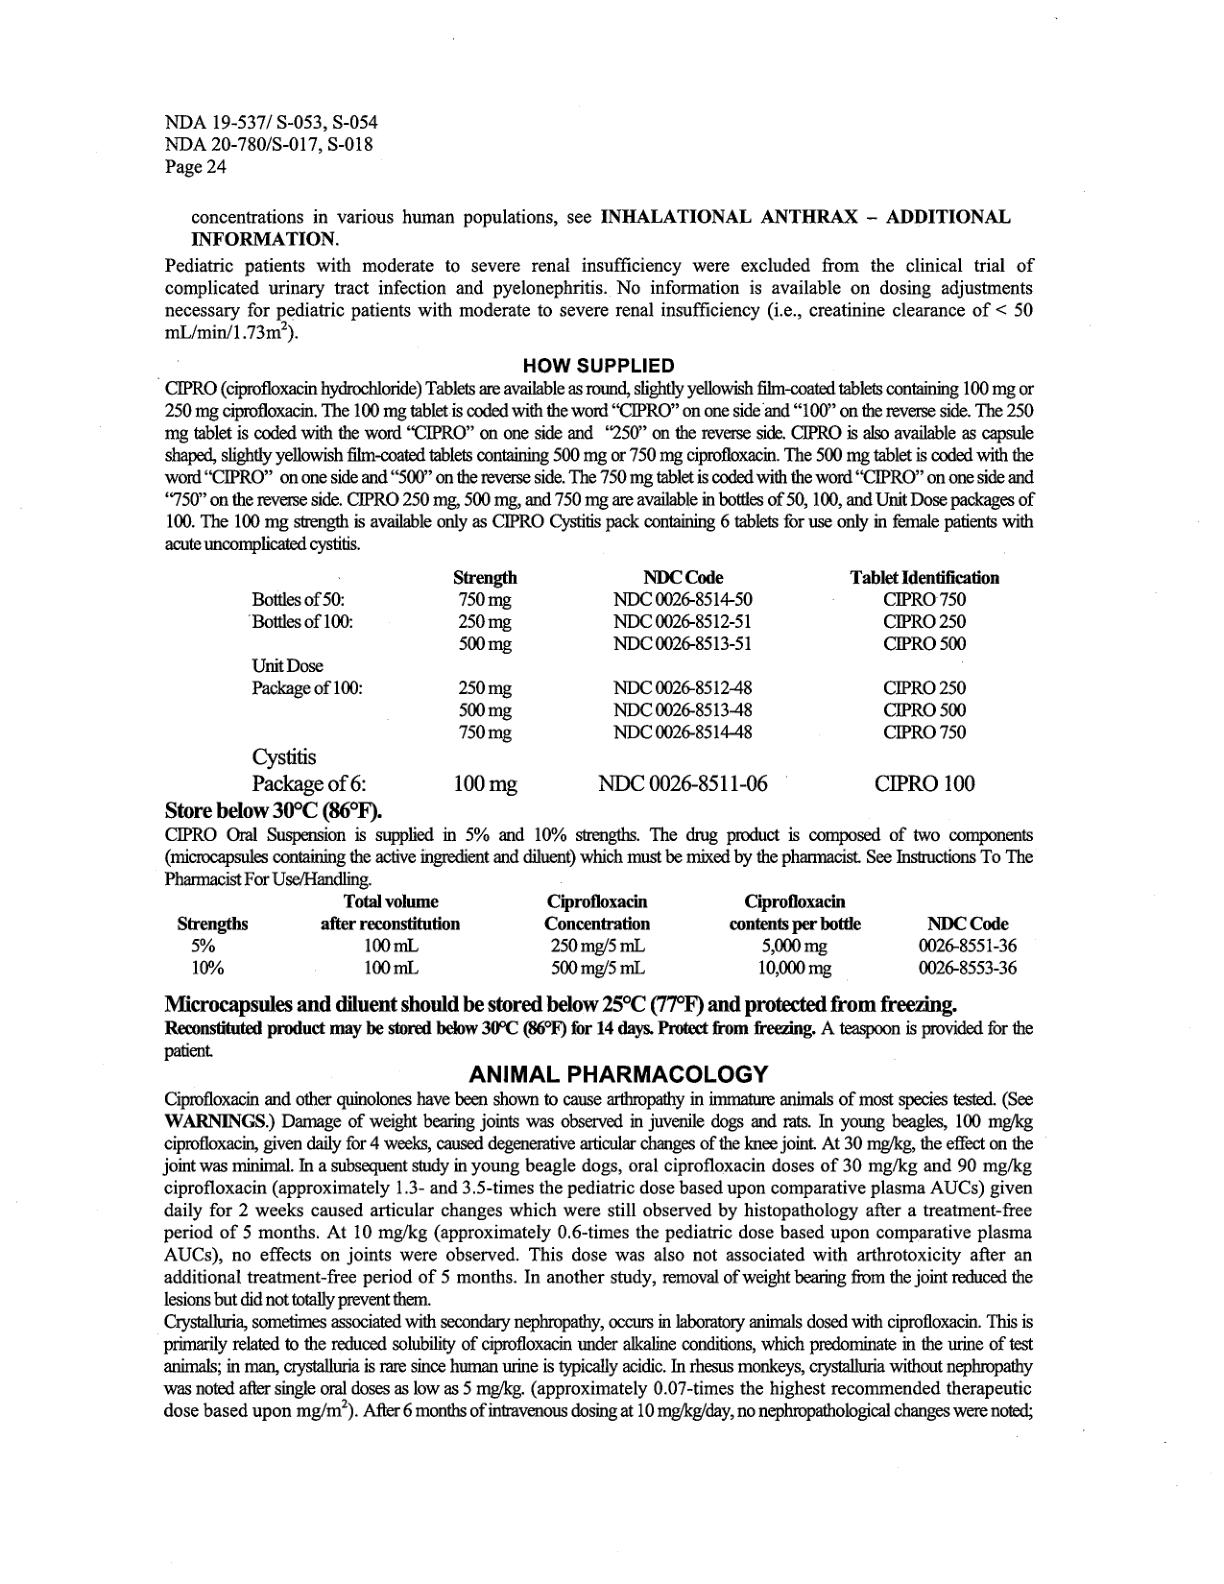 NDA 19-537/ S-053, S-054
NDA 20-780/S-017, S-018
Page 24
concentrations in various human populations, see INHALATIONAL ANTHRAX – ADDITIONAL
INFORMATION.
Pediatric patients with moderate to severe renal insufficiency were excluded from the clinical trial of
complicated urinary tract infection and pyelonephritis. No information is available on dosing adjustments
necessary for pediatric patients with moderate to severe renal insufficiency (i.e., creatinine clearance of < 50
mL/min/1.73m²).
HOW SUPPLIED
CIPRO (ciprofloxacin hydrochloride) Tablets are available as round, slightly yellowish film-coated tablets containing 100 mg or
250 mg ciprofloxacin. The 100 mg tablet is coded with the word “CIPRO” on one side and “100” on the reverse side. The 250
mg tablet is coded with the word “CIPRO” on one side and “250” on the reverse side. CIPRO is also available as capsule
shaped, slightly yellowish film-coated tablets containing 500 mg or 750 mg ciprofloxacin. The 500 mg tablet is coded with the
word “CIPRO” on one side and “500” on the reverse side. The 750 mg tablet is coded with the word “CIPRO” on one side and
“750” on the reverse side. CIPRO 250 mg, 500 mg, and 750 mg are available in bottles of 50, 100, and Unit Dose packages of
100. The 100 mg strength is available only as CIPRO Cystitis pack containing 6 tablets for use only in female patients with
acute uncomplicated cystitis.
Strength NDC Code Tablet Identification
Bottles of 50: 750 mg NDC 0026-8514-50 CIPRO 750
Bottles of 100: 250 mg NDC 0026-8512-51 CIPRO 250
500 mg NDC 0026-8513-51 CIPRO 500
Unit Dose
Package of 100: 250 mg NDC 0026-8512-48 CIPRO 250
500 mg NDC 0026-8513-48 CIPRO 500
750 mg NDC 0026-8514-48 CIPRO 750
Cystitis
Package of 6: 100 mg NDC 0026-8511-06 CIPRO 100
Store below 30°C (86°F).
CIPRO Oral Suspension is supplied in 5% and 10% strengths. The drug product is composed of two components
(microcapsules containing the active ingredient and diluent) which must be mixed by the pharmacist. See Instructions To The
Pharmacist For Use/Handling.
Total volume Ciprofloxacin Ciprofloxacin
Strengths after reconstitution Concentration contents per bottle NDC Code
5% 100 mL 250 mg/5 mL 5,000 mg 0026-8551-36
10% 100 mL 500 mg/5 mL 10,000 mg 0026-8553-36
Microcapsules and diluent should be stored below 25°C (77°F) and protected from freezing.
Reconstituted product may be stored below 30°C (86°F) for 14 days. Protect from freezing. A teaspoon is provided for the
patient.
ANIMAL PHARMACOLOGY
Ciprofloxacin and other quinolones have been shown to cause arthropathy in immature animals of most species tested. (See
WARNINGS.) Damage of weight bearing joints was observed in juvenile dogs and rats. In young beagles, 100 mg/kg
ciprofloxacin, given daily for 4 weeks, caused degenerative articular changes of the knee joint. At 30 mg/kg, the effect on the
joint was minimal. In a subsequent study in young beagle dogs, oral ciprofloxacin doses of 30 mg/kg and 90 mg/kg
ciprofloxacin (approximately 1.3- and 3.5-times the pediatric dose based upon comparative plasma AUCs) given
daily for 2 weeks caused articular changes which were still observed by histopathology after a treatment-free
period of 5 months. At 10 mg/kg (approximately 0.6-times the pediatric dose based upon comparative plasma
AUCs), no effects on joints were observed. This dose was also not associated with arthrotoxicity after an
additional treatment-free period of 5 months. In another study, removal of weight bearing from the joint reduced the
lesions but did not totally prevent them.
Crystalluria, sometimes associated with secondary nephropathy, occurs in laboratory animals dosed with ciprofloxacin. This is
primarily related to the reduced solubility of ciprofloxacin under alkaline conditions, which predominate in the urine of test
animals; in man, crystalluria is rare since human urine is typically acidic. In rhesus monkeys, crystalluria without nephropathy
was noted after single oral doses as low as 5 mg/kg. (approximately 0.07-times the highest recommended therapeutic
dose based upon mg/m²). After 6 months of intravenous dosing at 10 mg/kg/day, no nephropathological changes were noted;